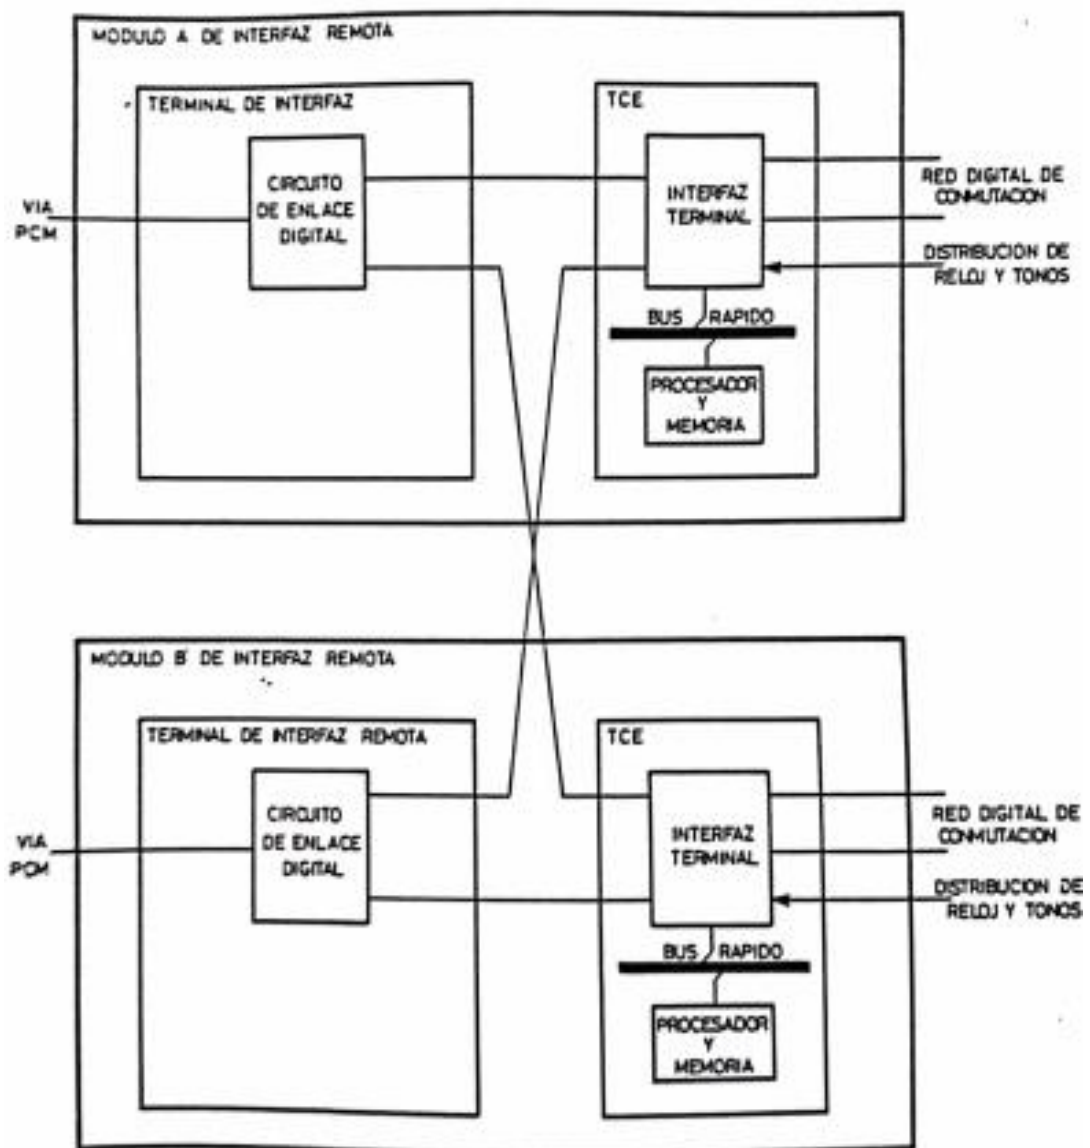 MODULO A DE INTERFAZ REMOTA
TERMINAL DE INTERFAZ
TCE
CIRCUITO
DE ENLACE
DIGITAL
INTERFAZ
TERMINAL
VIA
PCM
RED DIGITAL DE
CONMUTACION
DISTRIBUCION DE
RELOJ Y TONOS
BUS RAPIDO
PROCESADOR
Y
MEMORIA
MODULO B DE INTERFAZ REMOTA
TERMINAL DE INTERFAZ REMOTA
TCE
CIRCUITO
DE ENLACE
DIGITAL
INTERFAZ
TERMINAL
VIA
PCM
RED DIGITAL DE
CONMUTACION
DISTRIBUCION DE
RELOJ Y TONOS
BUS RAPIDO
PROCESADOR
Y
MEMORIA